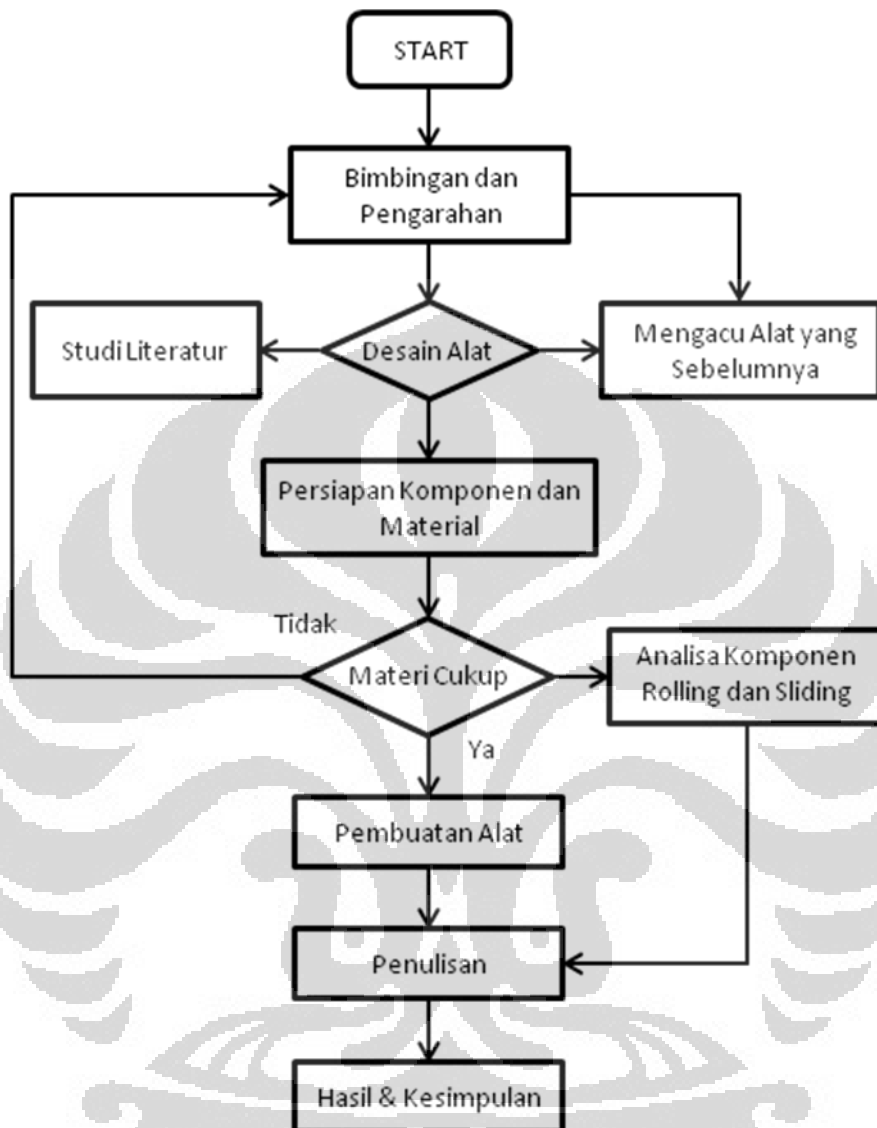 START
Bimbingan dan
Pengarahan
Studi Literatur
Desain Alat
Mengacu Alat yang
Sebelumnya
Persiapan Komponen dan
Material
Tidak
Materi Cukup
Analisa Komponen
Rolling dan Sliding
Ya
Pembuatan Alat
Penulisan
Hasil & Kesimpulan